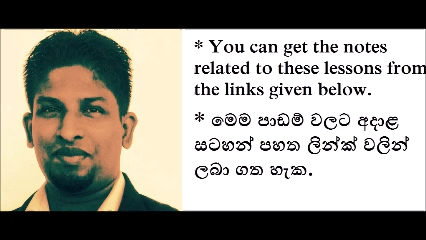 * You can get the notes
related to these lessons from
the links given below.
* මෙම පාඩම් වලට අදාළ
සටහන් පහත ලින්ක් වලින්
ලබා ගත හැක.